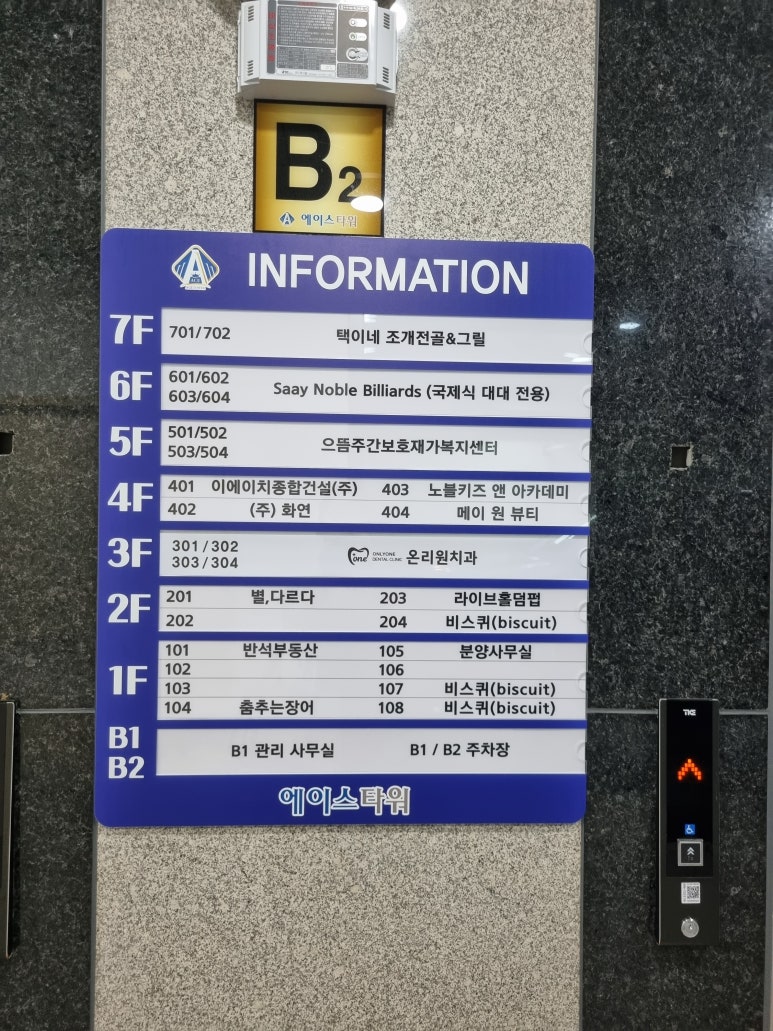 B2
에이스타워
INFORMATION
7F 701/702 택이네 조개전골&그릴
6F 601/602 603/604 Saay Noble Billiards (국제식 대대 전용)
5F 501/502 503/504 으뜸주간보호재가복지센터
4F 401 이에이치종합건설(주) 403 노블키즈 앤 아카데미
402 (주) 화연 404 메이 원 뷰티
3F 301 / 302 303 / 304 one ONLYONE DENTAL CLINIC 온리원치과
2F 201 별,다르다 203 라이브홀덤펍
202 204 비스퀴(biscuit)
1F 101 반석부동산 105 분양사무실
102 106
103 107 비스퀴(biscuit)
104 춤추는장어 108 비스퀴(biscuit)
B1 B2 B1 관리 사무실 B1 / B2 주차장
에이스타워
TKE